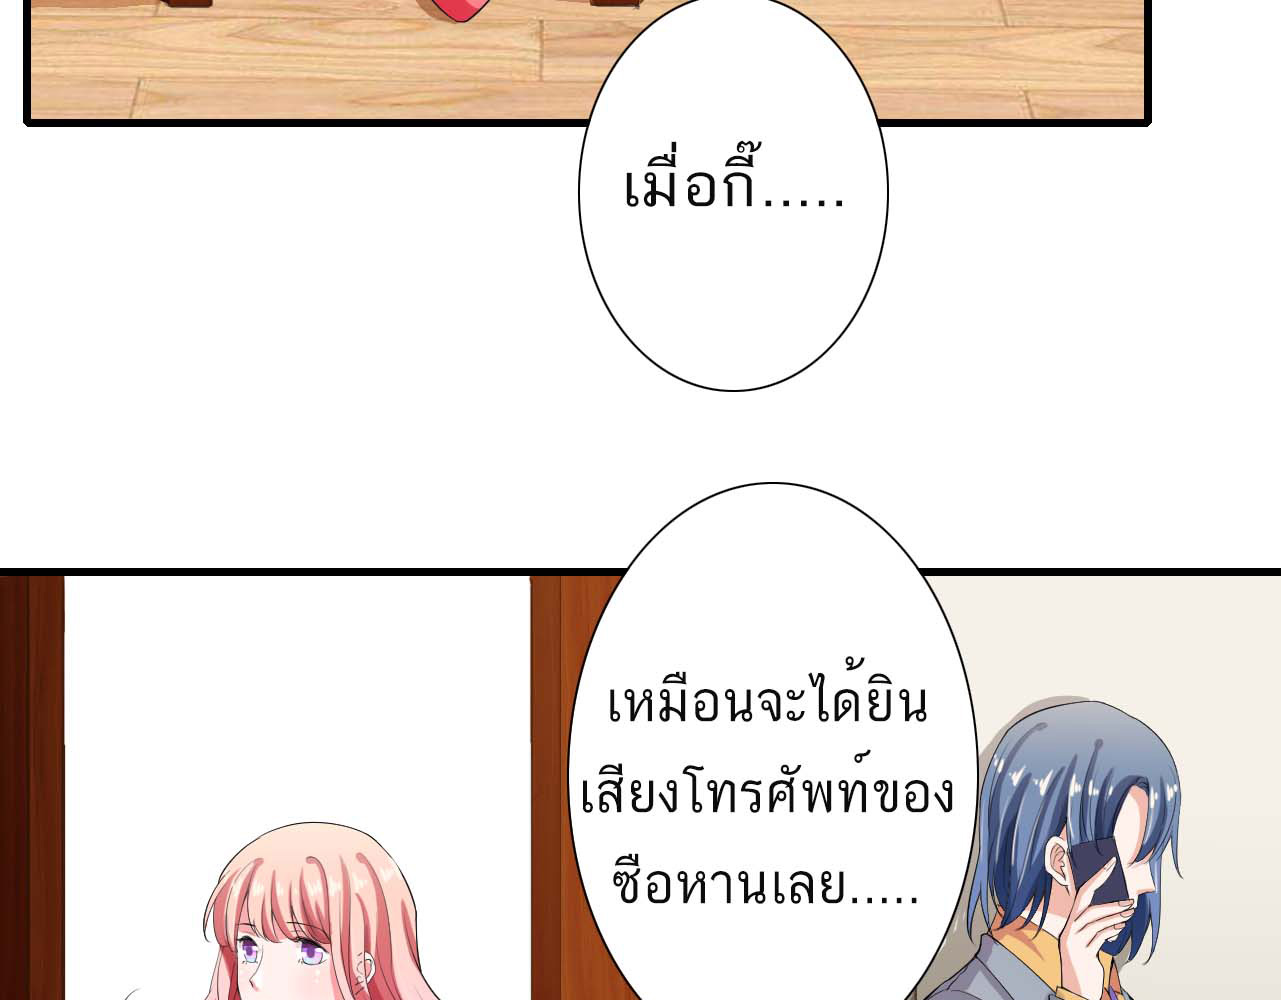 เมื่อกี๊.....
เหมือนจะได้ยิน
เสียงโทรศัพท์ของ
ซือหานเลย.....